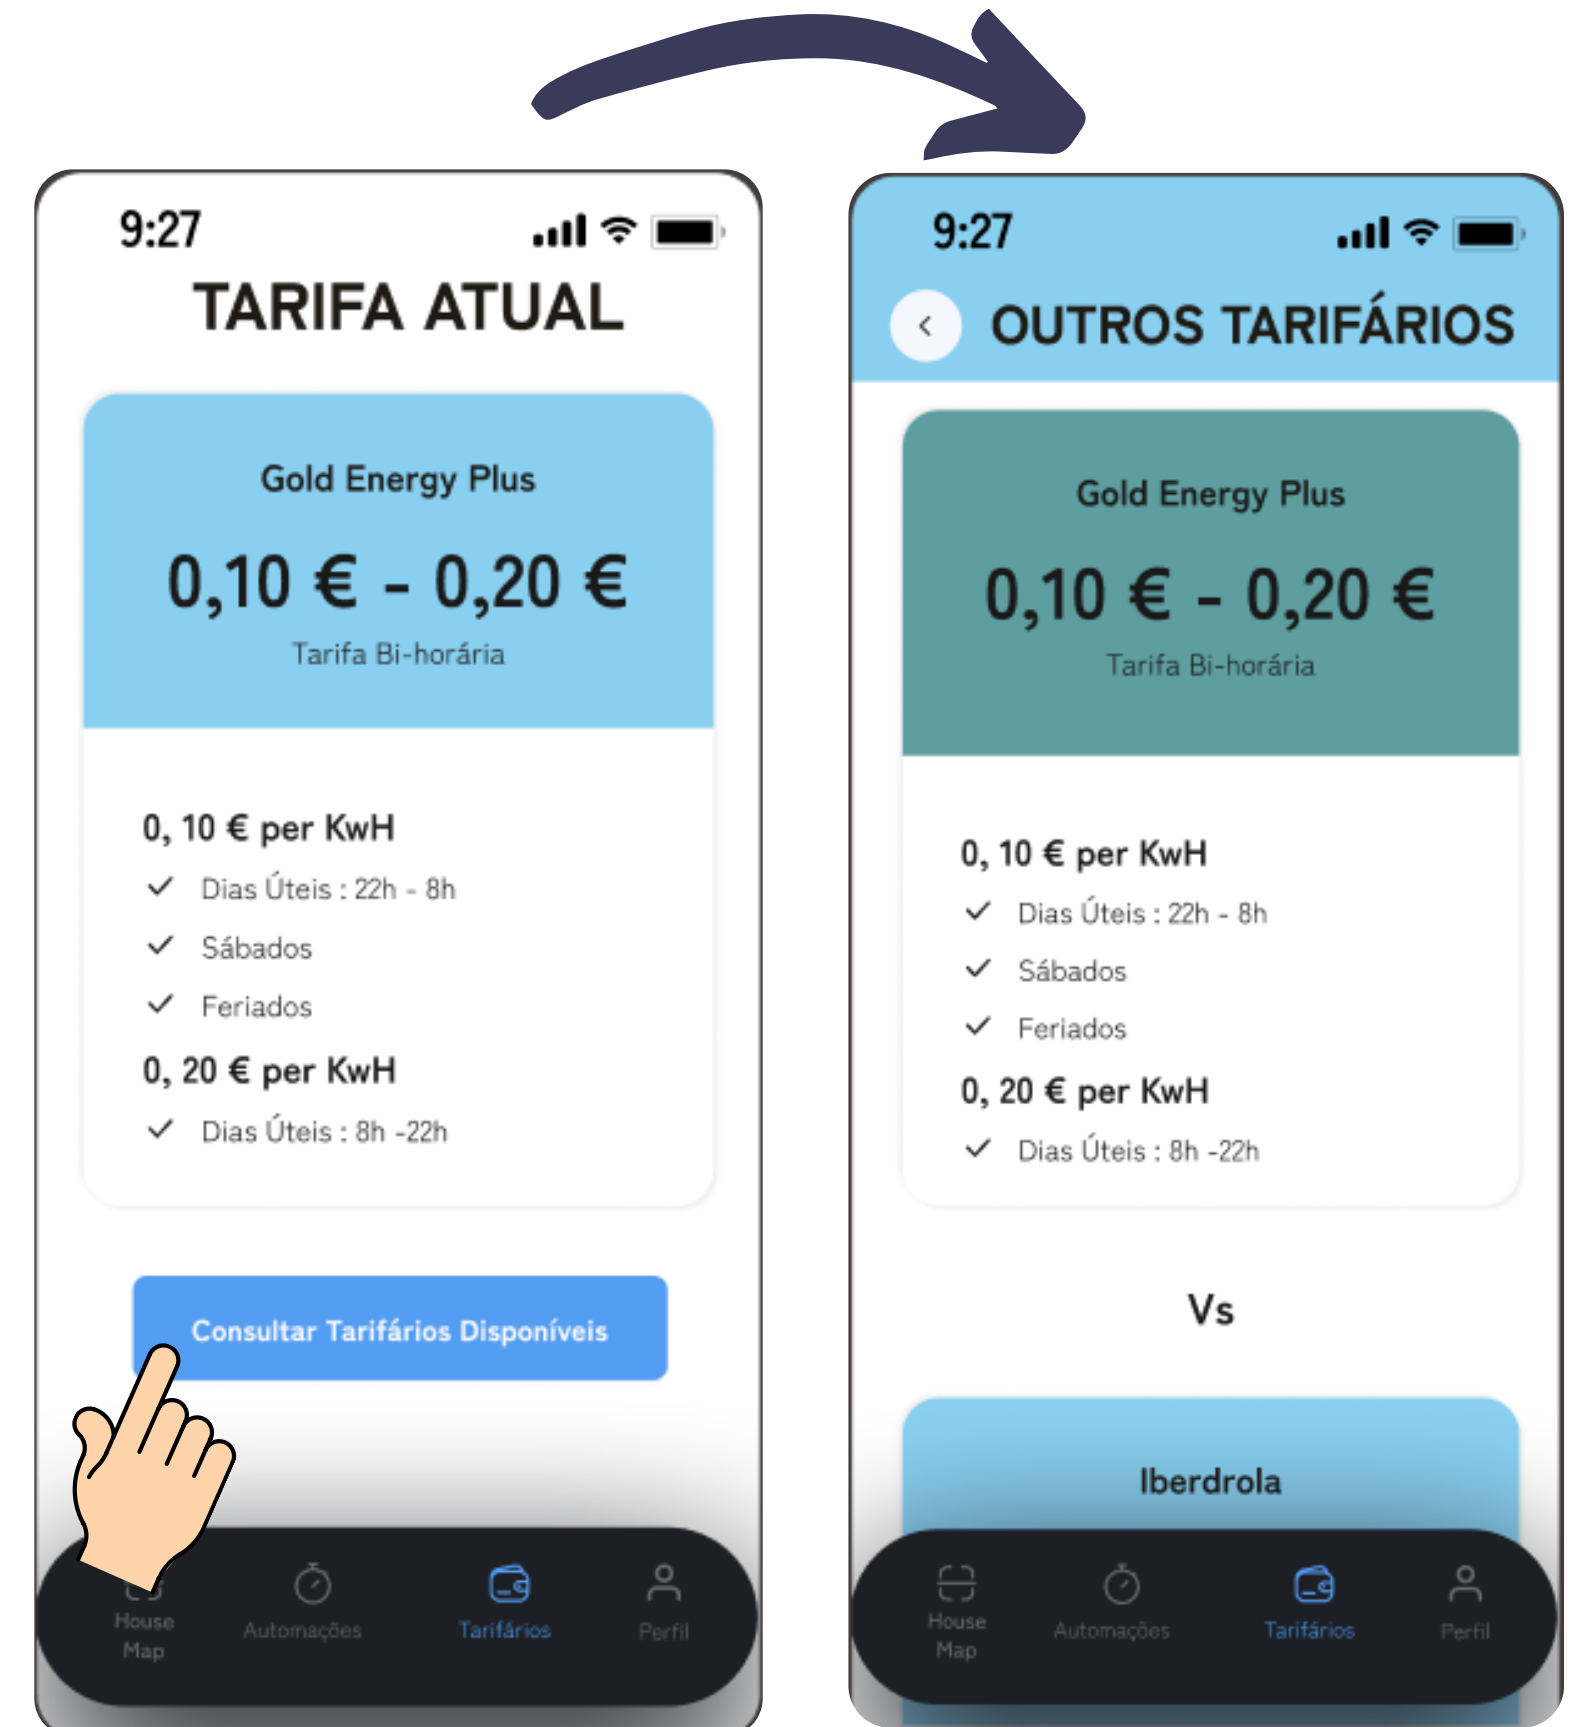 9:27
TARIFA ATUAL
Gold Energy Plus
0,10 € - 0,20 €
Tarifa Bi-horária
0, 10 € per KwH
Dias Úteis : 22h - 8h
Sábados
Feriados
0, 20 € per KwH
Dias Úteis : 8h -22h
Consultar Tarifários Disponíveis
House
Map
Automações
Tarifários
Perfil
9:27
OUTROS TARIFÁRIOS
Gold Energy Plus
0,10 € - 0,20 €
Tarifa Bi-horária
0, 10 € per KwH
Dias Úteis : 22h - 8h
Sábados
Feriados
0, 20 € per KwH
Dias Úteis : 8h -22h
Vs
Iberdrola
House
Map
Automações
Tarifários
Perfil